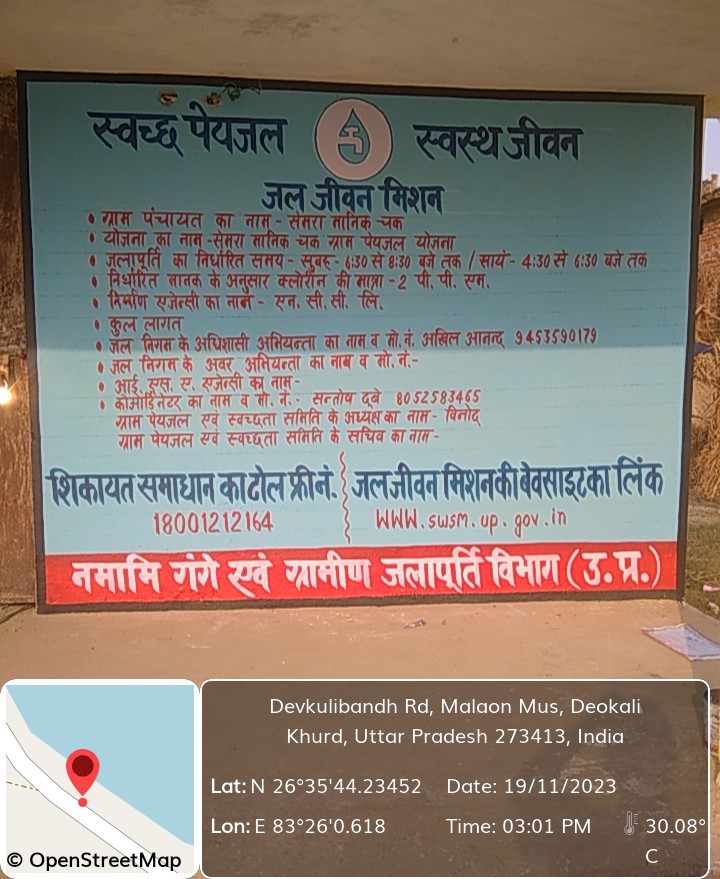 स्वच्छ पेयजल स्वस्थ जीवन
जल जीवन मिशन
• ग्राम पंचायत का नाम - सेमरा मानिक चक
• योजना का नाम - सेमरा मानिक चक ग्राम पेयजल योजना
• जलापूर्ति का निर्धारित समय - सुबह - 6:30 से 8:30 बजे तक / सायं - 4:30 से 6:30 बजे तक
• निर्धारित मानक के अनुसार क्लोरीन की मात्रा - 2 पी. पी. एम.
• निर्माण एजेन्सी का नाम - एन. सी. सी. लि.
• कुल लागत
• जल निगम के अधिशासी अभियन्ता का नाम व मो. नं. अखिल आनन्द 9453590179
• जल निगम के अवर अभियन्ता का नाम व मो. नं. -
• आई. एस. ए. एजेन्सी का नाम -
• कोआर्डिनेटर का नाम व मो. नं. - सन्तोष दूबे 8052583465
ग्राम पेयजल एवं स्वच्छता समिति के अध्यक्ष का नाम - विनोद
ग्राम पेयजल एवं स्वच्छता समिति के सचिव का नाम -
शिकायत समाधान का टोल फ्री नं.
18001212164
जल जीवन मिशन की बेवसाइट का लिंक
WWW.swsm.up.gov.in
नमामि गंगे एवं ग्रामीण जलापूर्ति विभाग (उ. प्र.)
Devkulibandh Rd, Malaon Mus, Deokali
Khurd, Uttar Pradesh 273413, India
Lat: N 26°35'44.23452 Date: 19/11/2023
Lon: E 83°26'0.618 Time: 03:01 PM 30.08°
C
© OpenStreetMap